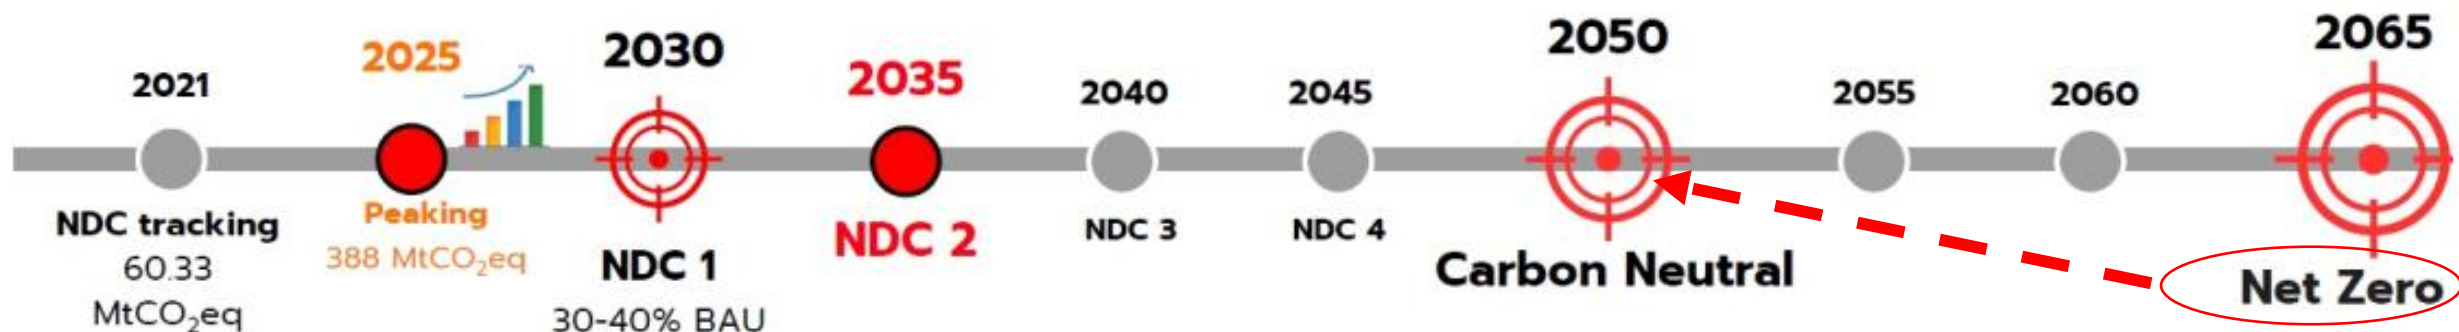 2021
NDC tracking
60.33
MtCO₂eq
2025
Peaking
388 MtCO₂eq
2030
NDC 1
30-40% BAU
2035
NDC 2
2040
NDC 3
2045
NDC 4
2050
Carbon Neutral
2055
2060
2065
Net Zero